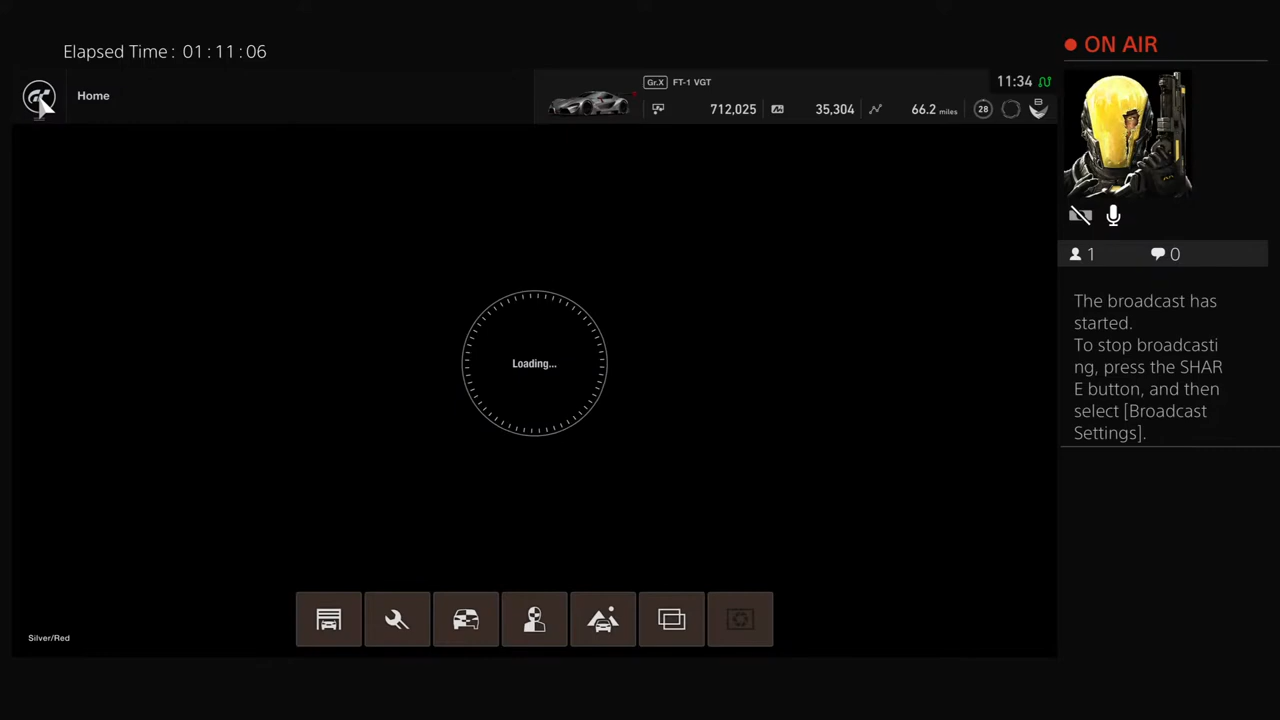 Elapsed Time: 01:11:06
ON AIR
Home
Gr.X FT-1 VGT
11:34
712,025
35,304
66.2 miles
28
B
1
0
The broadcast has
started.
To stop broadcasti
ng, press the SHAR
E button, and then
select [Broadcast
Settings].
Loading...
Silver/Red